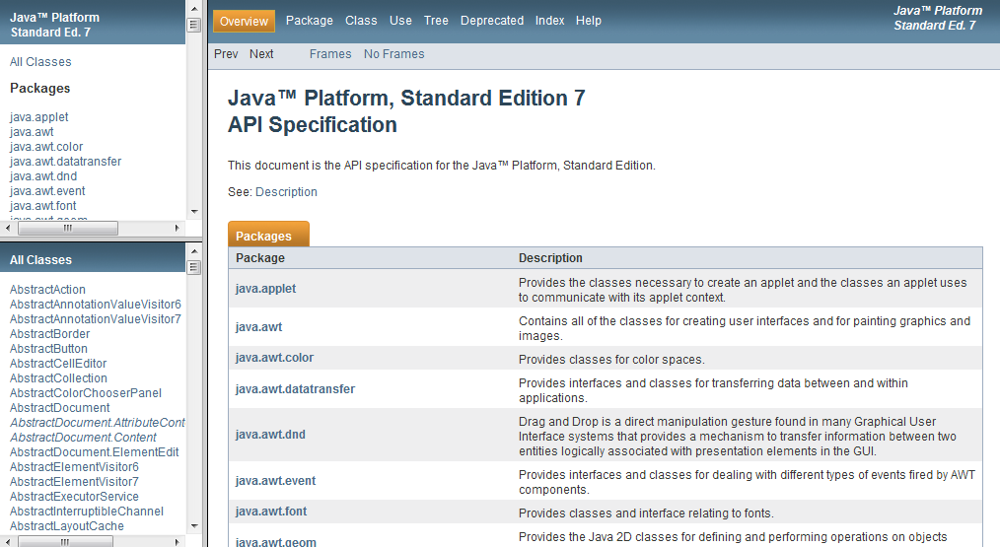 Java™ Platform
Standard Ed. 7
All Classes
Packages
java.applet
java.awt
java.awt.color
java.awt.datatransfer
java.awt.dnd
java.awt.event
java.awt.font
java.awt.geom
All Classes
AbstractAction
AbstractAnnotationValueVisitor6
AbstractAnnotationValueVisitor7
AbstractBorder
AbstractButton
AbstractCellEditor
AbstractCollection
AbstractColorChooserPanel
AbstractDocument
AbstractDocument.AttributeCont
AbstractDocument.Content
AbstractDocument.ElementEdit
AbstractElementVisitor6
AbstractElementVisitor7
AbstractExecutorService
AbstractInterruptibleChannel
AbstractLayoutCache
Overview Package Class Use Tree Deprecated Index Help
Java™ Platform
Standard Ed. 7
Prev Next Frames No Frames
Java™ Platform, Standard Edition 7
API Specification
This document is the API specification for the Java™ Platform, Standard Edition.
See: Description
Packages
Package Description
java.applet Provides the classes necessary to create an applet and the classes an applet uses
to communicate with its applet context.
java.awt Contains all of the classes for creating user interfaces and for painting graphics and
images.
java.awt.color Provides classes for color spaces.
java.awt.datatransfer Provides interfaces and classes for transferring data between and within
applications.
java.awt.dnd Drag and Drop is a direct manipulation gesture found in many Graphical User
Interface systems that provides a mechanism to transfer information between two
entities logically associated with presentation elements in the GUI.
java.awt.event Provides interfaces and classes for dealing with different types of events fired by AWT
components.
java.awt.font Provides classes and interface relating to fonts.
java.awt.geom Provides the Java 2D classes for defining and performing operations on objects